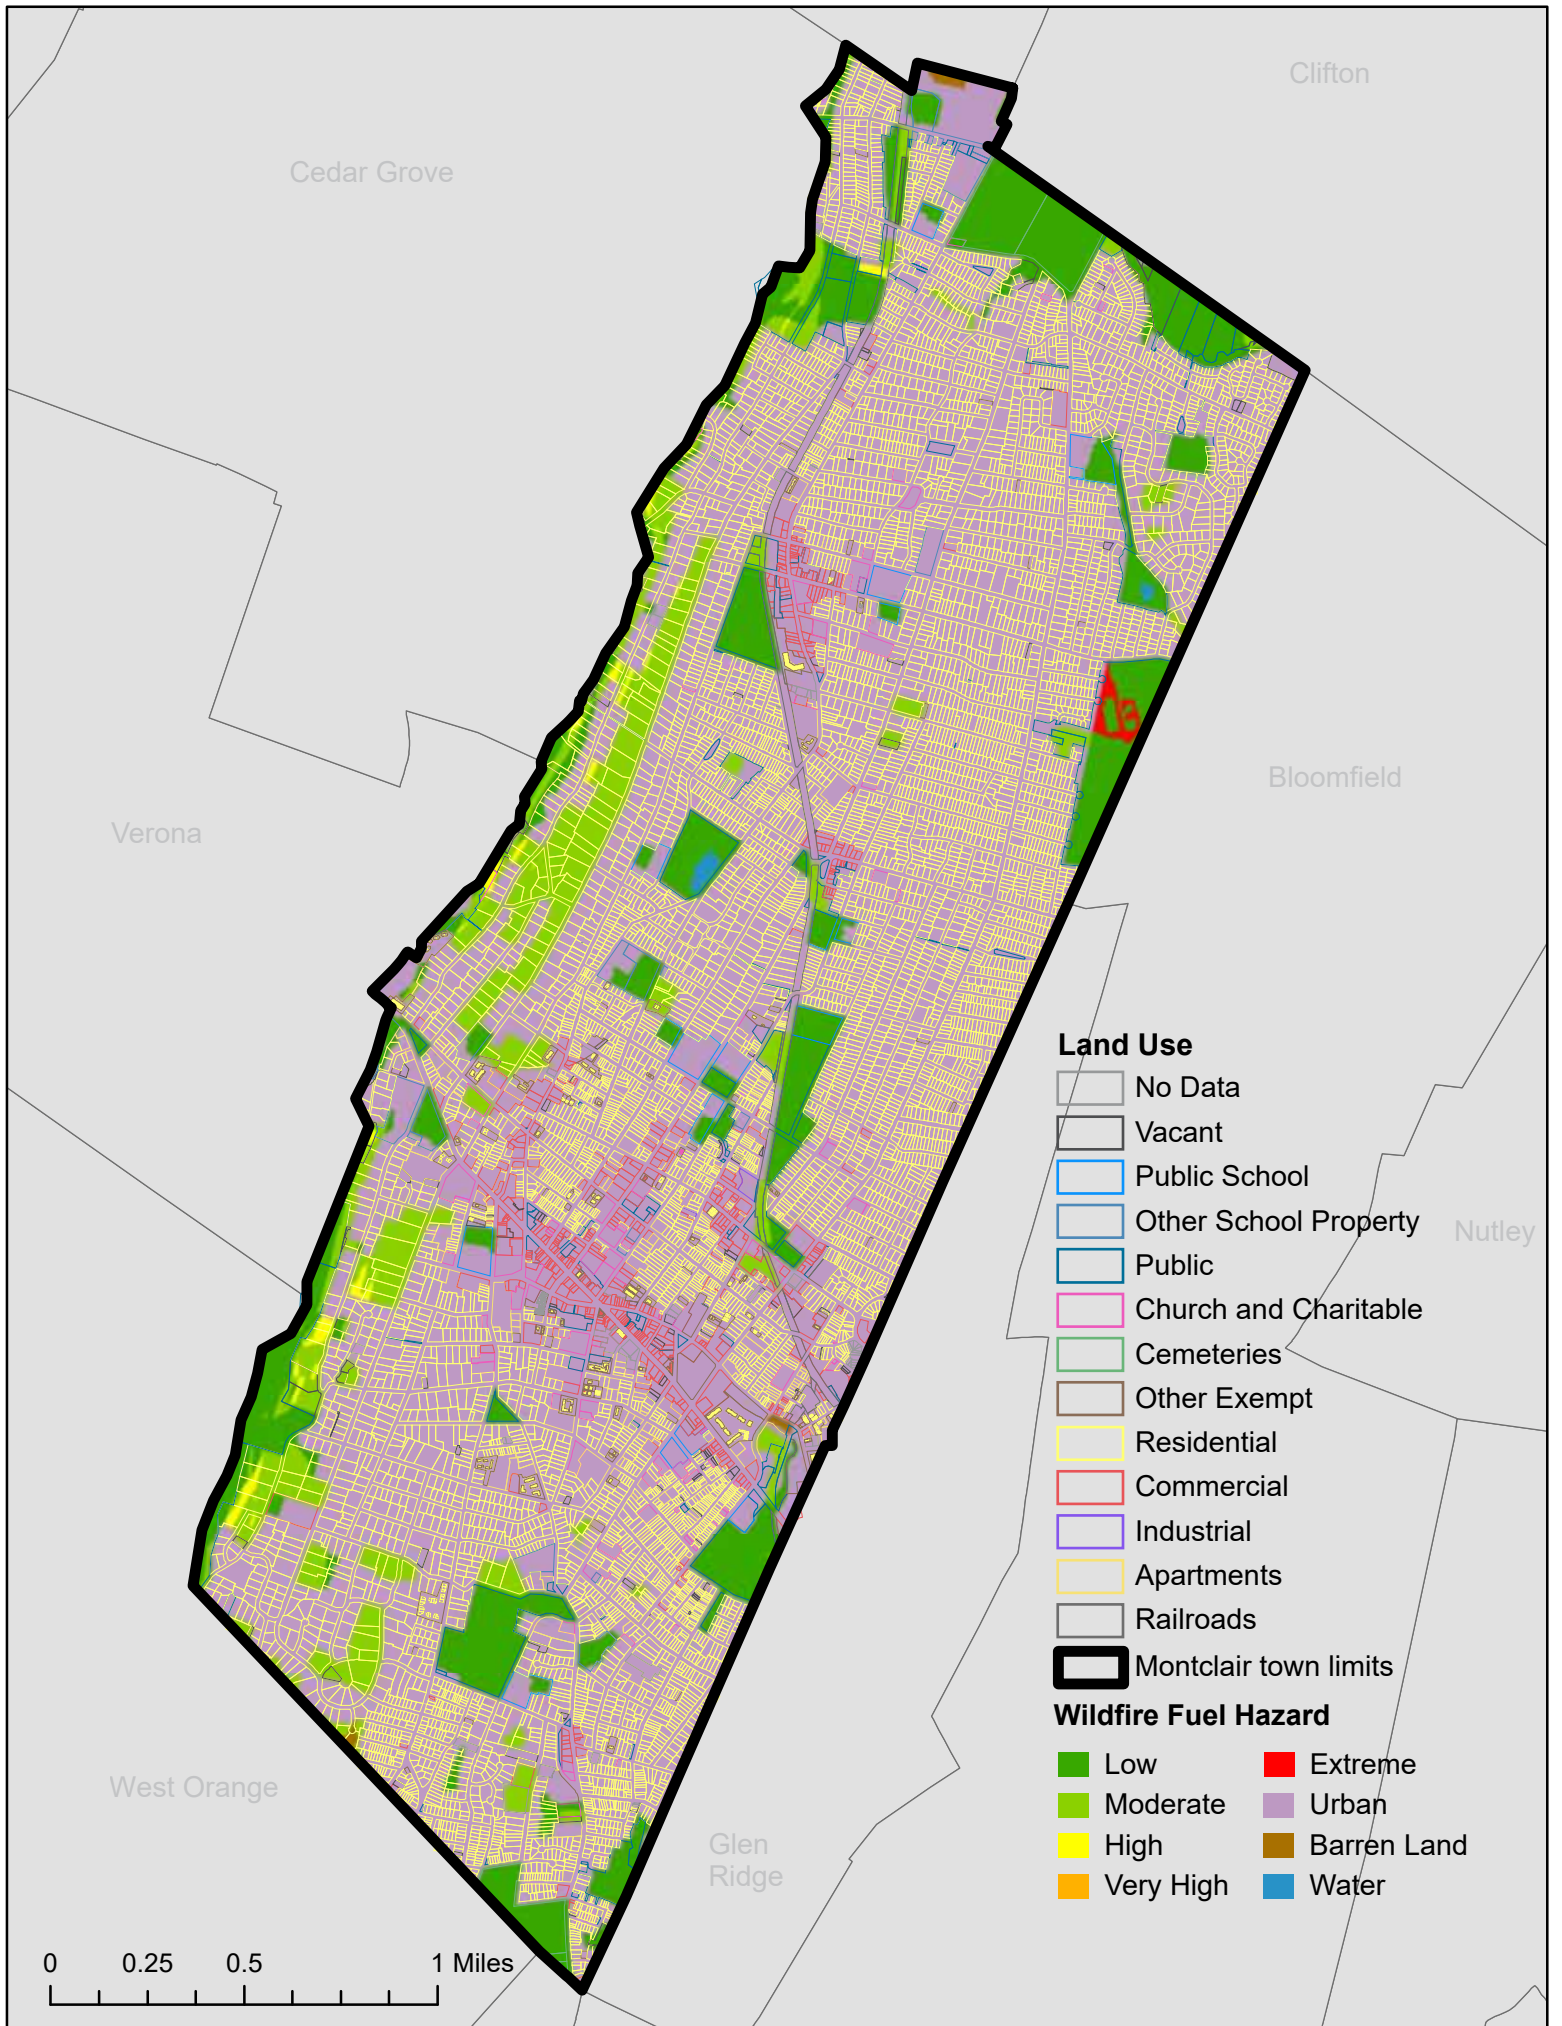 Clifton
Cedar Grove
Bloomfield
Verona
Nutley
West Orange
Glen
Ridge
Land Use
No Data
Vacant
Public School
Other School Property
Public
Church and Charitable
Cemeteries
Other Exempt
Residential
Commercial
Industrial
Apartments
Railroads
Montclair town limits
Wildfire Fuel Hazard
Low
Moderate
High
Very High
Extreme
Urban
Barren Land
Water
0 0.25 0.5 1 Miles